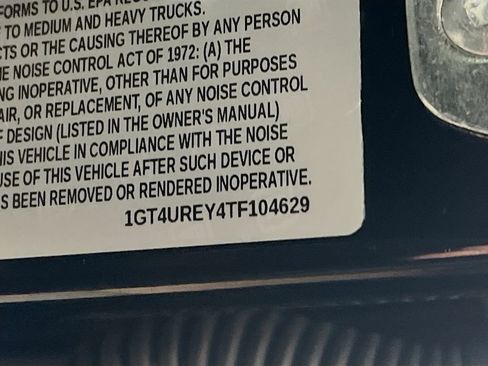 FORMS TO U.S. EPA
TO MEDIUM AND HEAVY TRUCKS.
CTS OR THE CAUSING THEREOF BY ANY PERSON
HE NOISE CONTROL ACT OF 1972: (A) THE
NG INOPERATIVE, OTHER THAN FOR PURPOSES
AIR, OR REPLACEMENT, OF ANY NOISE CONTROL
F DESIGN (LISTED IN THE OWNER'S MANUAL)
HIS VEHICLE IN COMPLIANCE WITH THE NOISE
USE OF THIS VEHICLE AFTER SUCH DEVICE OR
S BEEN REMOVED OR RENDERED INOPERATIVE.
1GT4UREY4TF104629